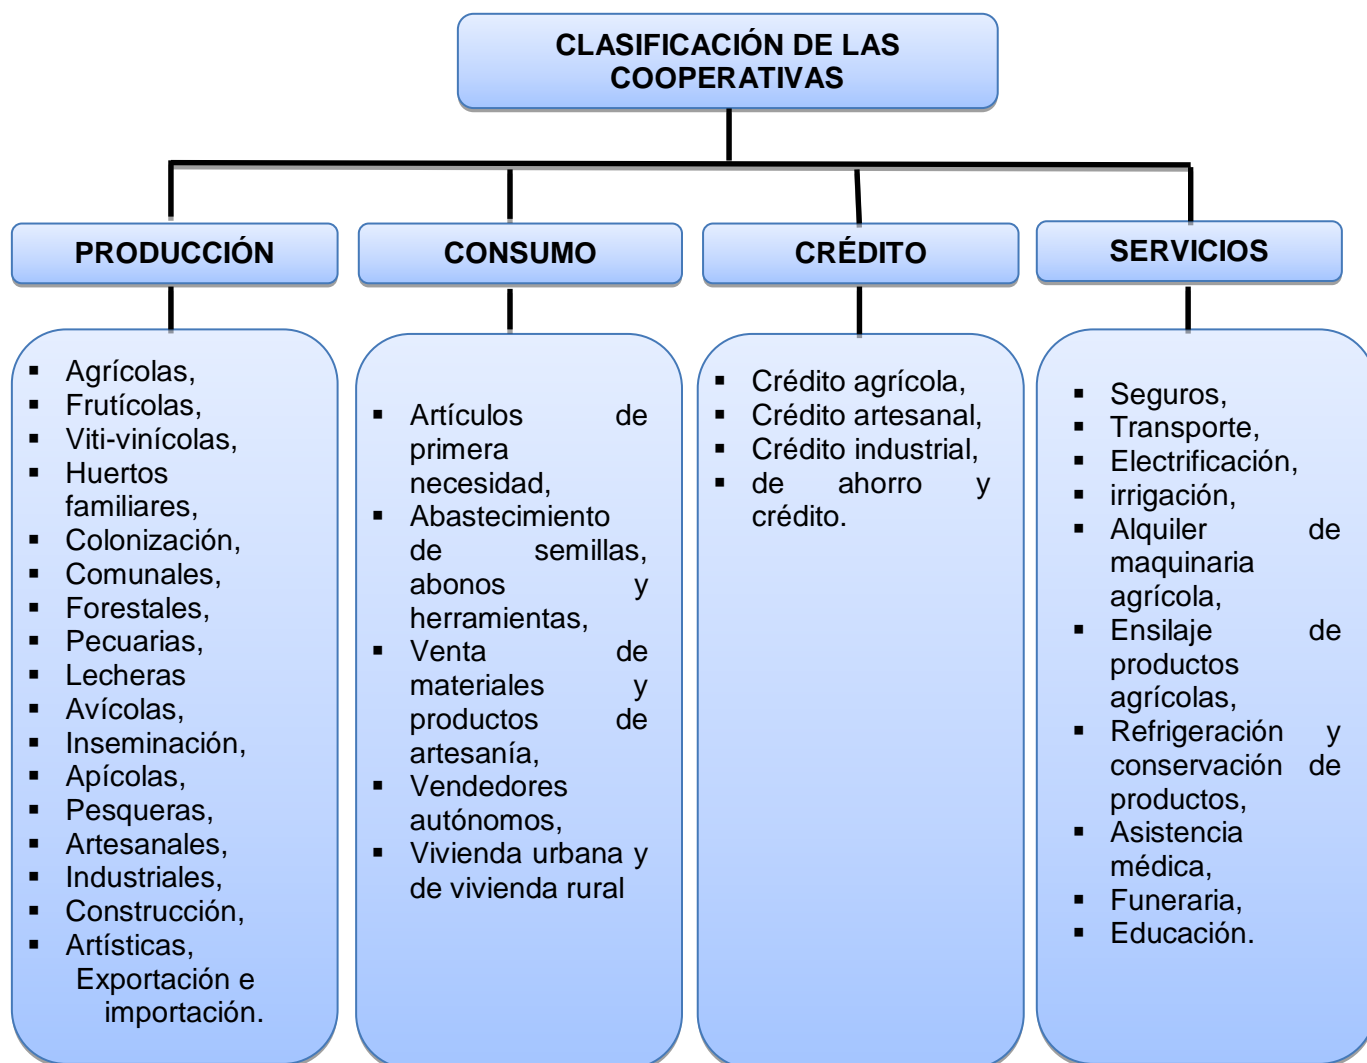 CLASIFICACIÓN DE LAS
COOPERATIVAS
PRODUCCIÓN
▪ Agrícolas,
▪ Frutícolas,
▪ Viti-vinícolas,
▪ Huertos
familiares,
▪ Colonización,
▪ Comunales,
▪ Forestales,
▪ Pecuarias,
▪ Lecheras
▪ Avícolas,
▪ Inseminación,
▪ Apícolas,
▪ Pesqueras,
▪ Artesanales,
▪ Industriales,
▪ Construcción,
▪ Artísticas,
Exportación e
importación.
CONSUMO
▪ Artículos de
primera
necesidad,
▪ Abastecimiento
de semillas,
abonos y
herramientas,
▪ Venta de
materiales y
productos de
artesanía,
▪ Vendedores
autónomos,
▪ Vivienda urbana y
de vivienda rural
CRÉDITO
▪ Crédito agrícola,
▪ Crédito artesanal,
▪ Crédito industrial,
▪ de ahorro y
crédito.
SERVICIOS
▪ Seguros,
▪ Transporte,
▪ Electrificación,
▪ irrigación,
▪ Alquiler de
maquinaria
agrícola,
▪ Ensilaje de
productos
agrícolas,
▪ Refrigeración y
conservación de
productos,
▪ Asistencia
médica,
▪ Funeraria,
▪ Educación.